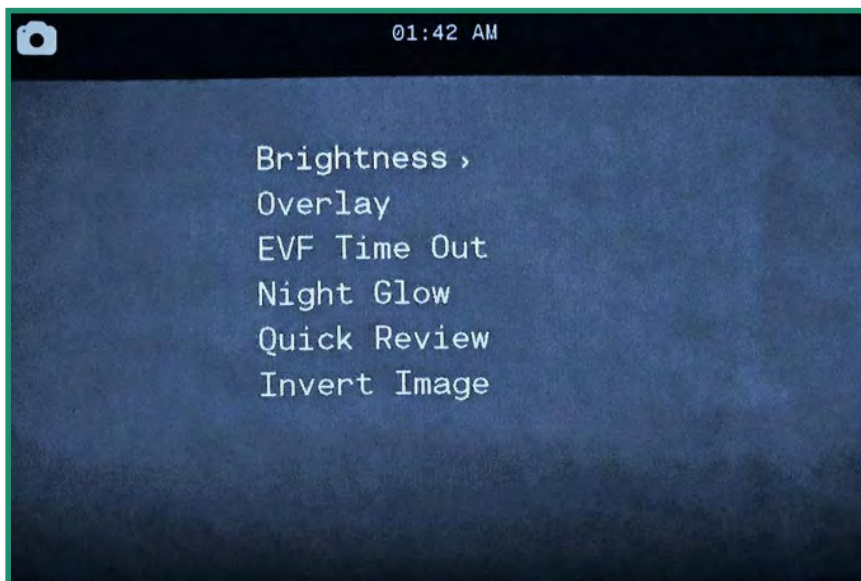 01:42 AM
Brightness ›
Overlay
EVF Time Out
Night Glow
Quick Review
Invert Image